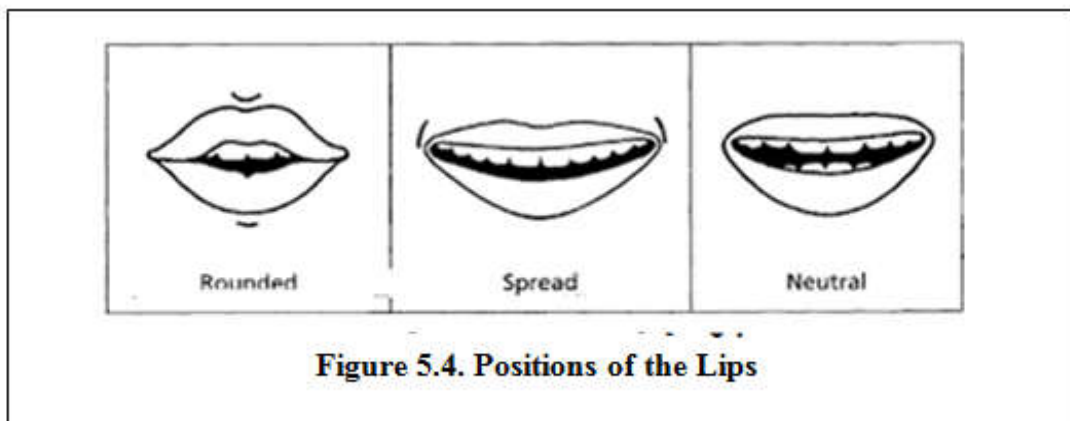 Rounded Spread Neutral
Figure 5.4. Positions of the Lips